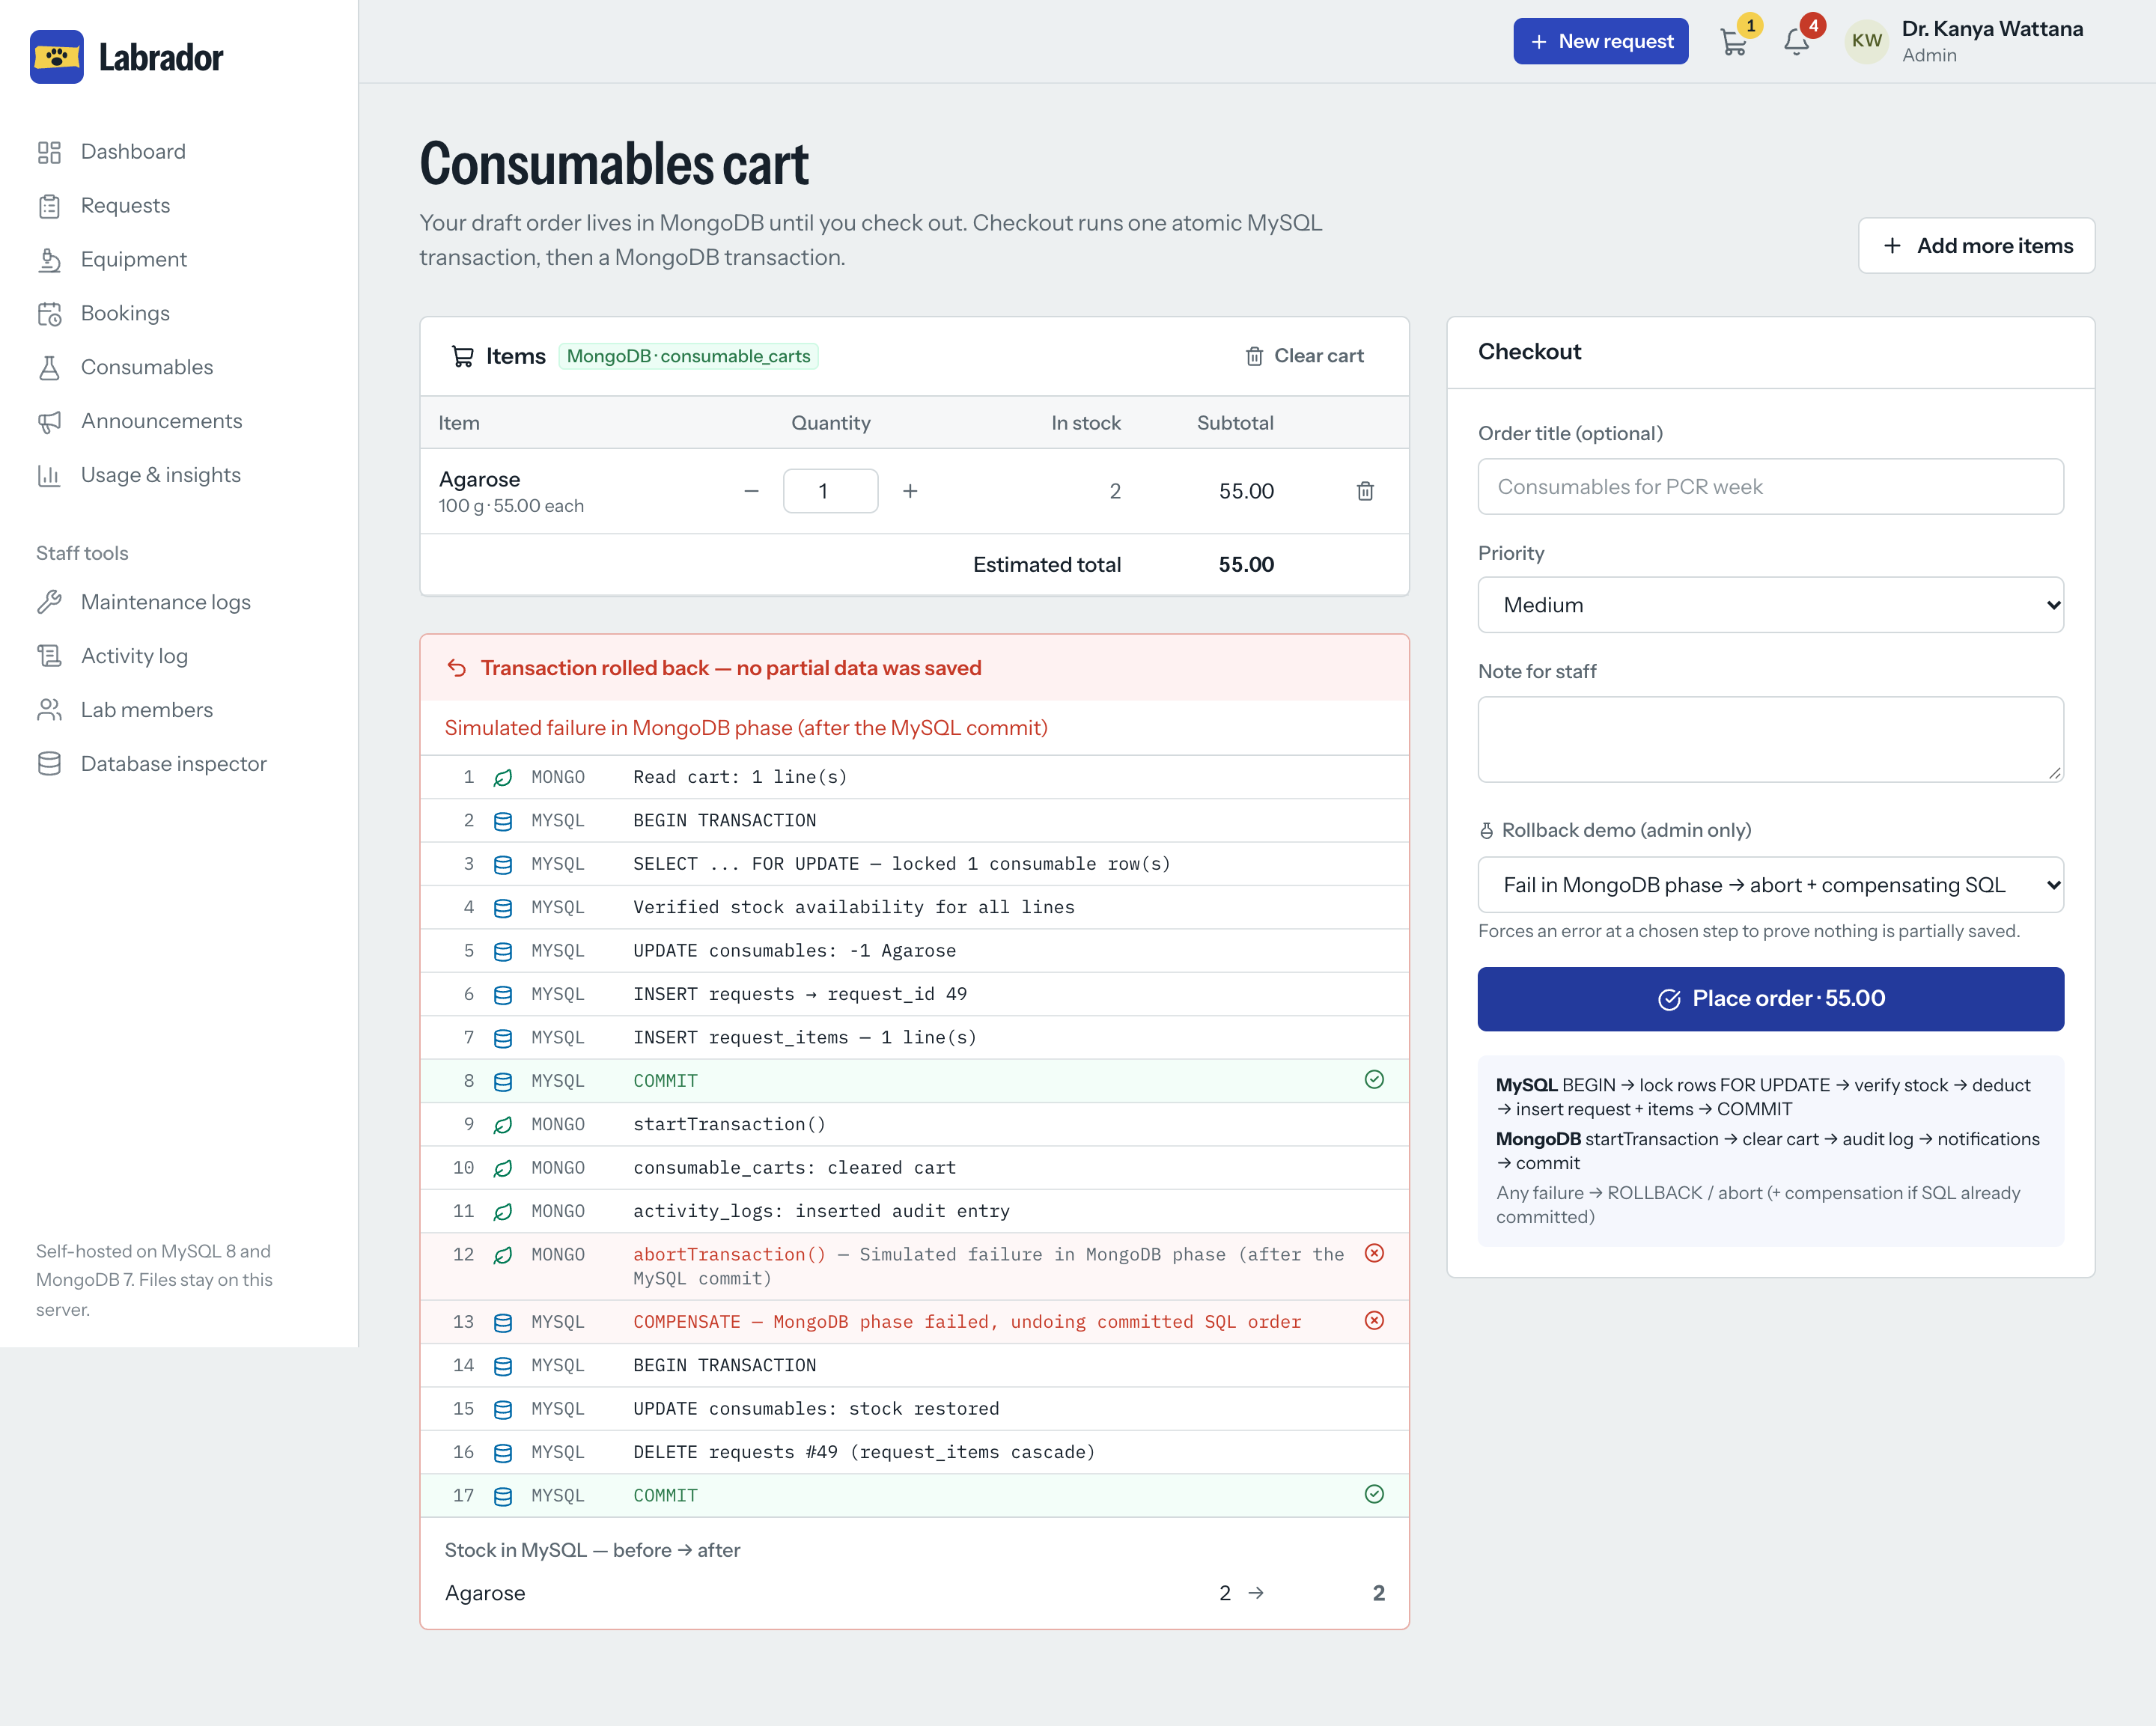 Labrador
Dashboard
Requests
Equipment
Bookings
Consumables
Announcements
Usage & insights
Staff tools
Maintenance logs
Activity log
Lab members
Database inspector
Self-hosted on MySQL 8 and
MongoDB 7. Files stay on this
server.
New request
1
4
KW
Dr. Kanya Wattana
Admin
Consumables cart
Your draft order lives in MongoDB until you check out. Checkout runs one atomic MySQL
transaction, then a MongoDB transaction.
Add more items
Items
MongoDB · consumable_carts
Clear cart
Item Quantity In stock Subtotal
Agarose
100 g · 55.00 each
− 1 + 2 55.00
Estimated total 55.00
Transaction rolled back — no partial data was saved
Simulated failure in MongoDB phase (after the MySQL commit)
1 MONGO Read cart: 1 line(s)
2 MYSQL BEGIN TRANSACTION
3 MYSQL SELECT ... FOR UPDATE — locked 1 consumable row(s)
4 MYSQL Verified stock availability for all lines
5 MYSQL UPDATE consumables: -1 Agarose
6 MYSQL INSERT requests → request_id 49
7 MYSQL INSERT request_items — 1 line(s)
8 MYSQL COMMIT
9 MONGO startTransaction()
10 MONGO consumable_carts: cleared cart
11 MONGO activity_logs: inserted audit entry
12 MONGO abortTransaction() — Simulated failure in MongoDB phase (after the
MySQL commit)
13 MYSQL COMPENSATE — MongoDB phase failed, undoing committed SQL order
14 MYSQL BEGIN TRANSACTION
15 MYSQL UPDATE consumables: stock restored
16 MYSQL DELETE requests #49 (request_items cascade)
17 MYSQL COMMIT
Stock in MySQL — before → after
Agarose 2 → 2
Checkout
Order title (optional)
Consumables for PCR week
Priority
Medium
Note for staff
Rollback demo (admin only)
Fail in MongoDB phase → abort + compensating SQL
Forces an error at a chosen step to prove nothing is partially saved.
Place order · 55.00
MySQL BEGIN → lock rows FOR UPDATE → verify stock → deduct
→ insert request + items → COMMIT
MongoDB startTransaction → clear cart → audit log → notifications
→ commit
Any failure → ROLLBACK / abort (+ compensation if SQL already
committed)